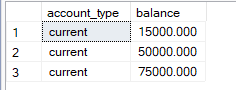 account_type balance
1 current 15000.000
2 current 50000.000
3 current 75000.000